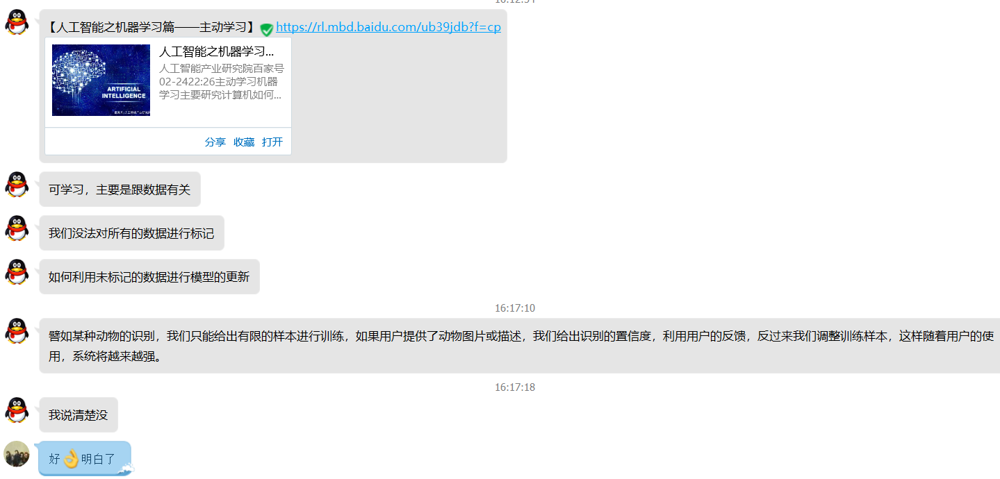 【人工智能之机器学习篇——主动学习】https://rl.mbd.baidu.com/ub39jdb?f=cp
人工智能之机器学习...
人工智能产业研究院百家号
02-2422:26主动学习机器
学习主要研究计算机如何...
ARTIFICIAL
INTELLIGENCE
分享 收藏 打开
可学习，主要是跟数据有关
我们没法对所有的数据进行标记
如何利用未标记的数据进行模型的更新
16:17:10
譬如某种动物的识别，我们只能给出有限的样本进行训练，如果用户提供了动物图片或描述，我们给出识别的置信度，利用用户的反馈，反过来我们调整训练样本，这样随着用户的使
用，系统将越来越强。
16:17:18
我说清楚没
好👌明白了